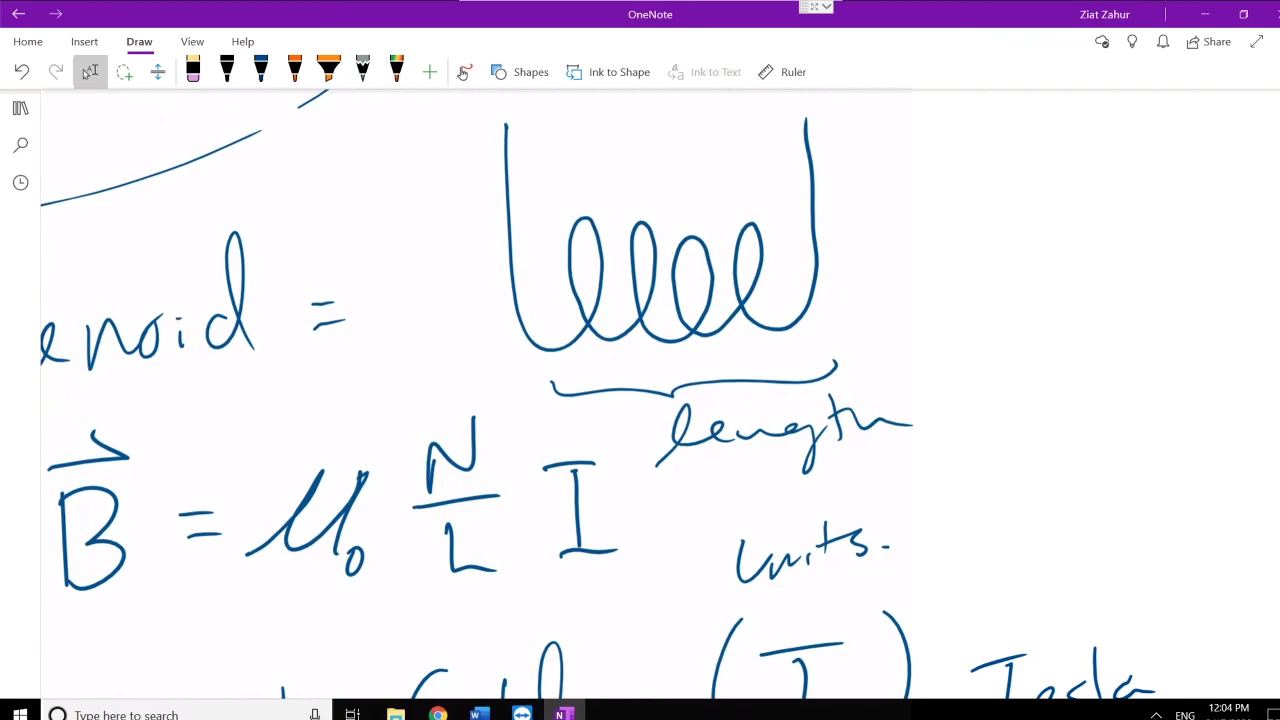 OneNote
Ziat Zahur
Home Insert Draw View Help
Share
Shapes
Ink to Shape
Ink to Text
Ruler
enoid =
length
B = μ₀ N/L I
units.
(T) Tesla
Type here to search
ENG
12:04 PM